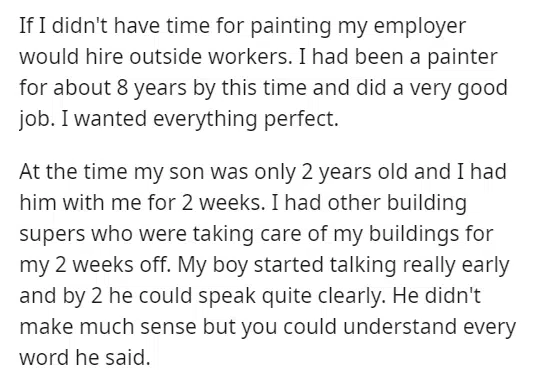 If I didn't have time for painting my employer
would hire outside workers. I had been a painter
for about 8 years by this time and did a very good
job. I wanted everything perfect.
At the time my son was only 2 years old and I had
him with me for 2 weeks. I had other building
supers who were taking care of my buildings for
my 2 weeks off. My boy started talking really early
and by 2 he could speak quite clearly. He didn't
make much sense but you could understand every
word he said.